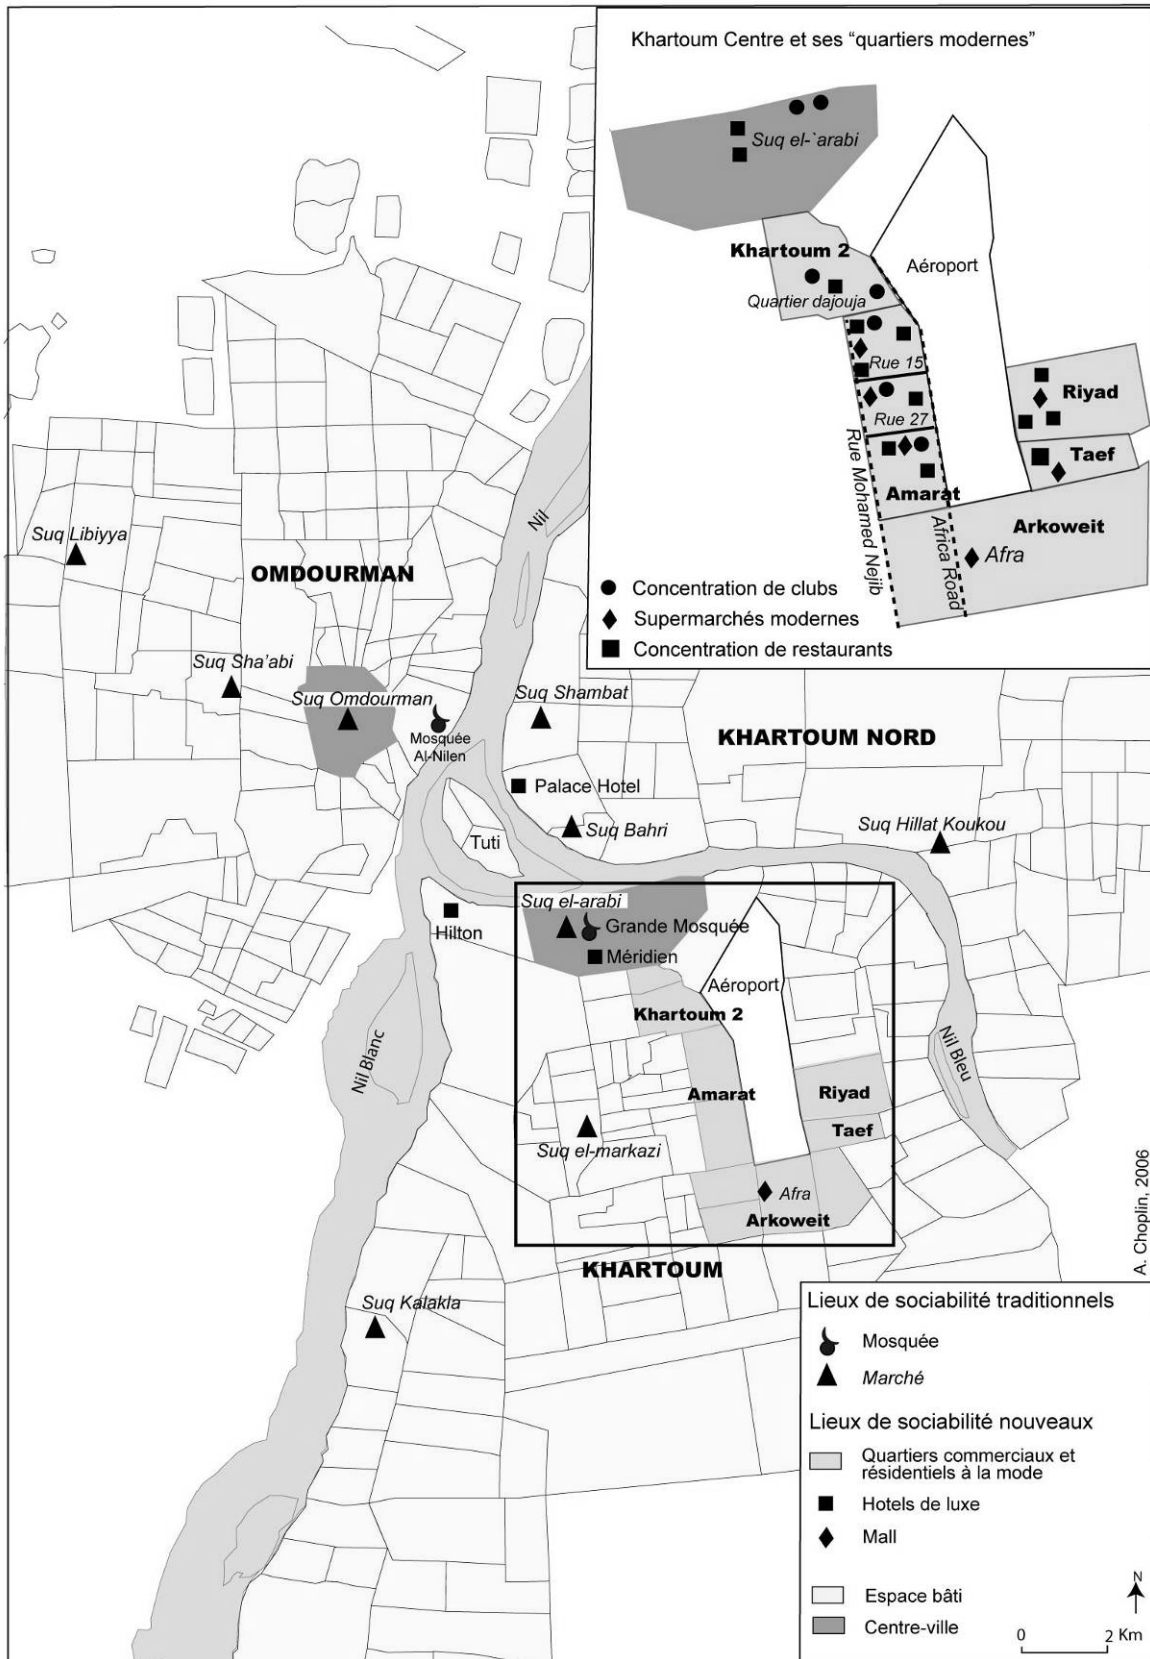 Khartoum Centre et ses “quartiers modernes”
Suq el-`arabi
Khartoum 2
Aéroport
Quartier dajouja
Rue 15
Riyad
Rue 27
Taef
Rue Mohamed Nejib
Amarat
Africa Road
Arkoweit
Afra
Concentration de clubs
Supermarchés modernes
Concentration de restaurants
Nil
Suq Libiyya
OMDOURMAN
Suq Sha'abi
Suq Omdourman
Mosquée
Al-Nilen
Suq Shambat
KHARTOUM NORD
Palace Hotel
Suq Bahri
Suq Hillat Koukou
Tuti
Suq el-arabi
Grande Mosquée
Hilton
Méridien
Aéroport
Khartoum 2
Nil Blanc
Nil Bleu
Amarat
Riyad
Taef
Suq el-markazi
Afra
Arkoweit
KHARTOUM
Suq Kalakla
A. Choplin, 2006
Lieux de sociabilité traditionnels
Mosquée
Marché
Lieux de sociabilité nouveaux
Quartiers commerciaux et
résidentiels à la mode
Hotels de luxe
Mall
Espace bâti
Centre-ville
N
0 2 Km